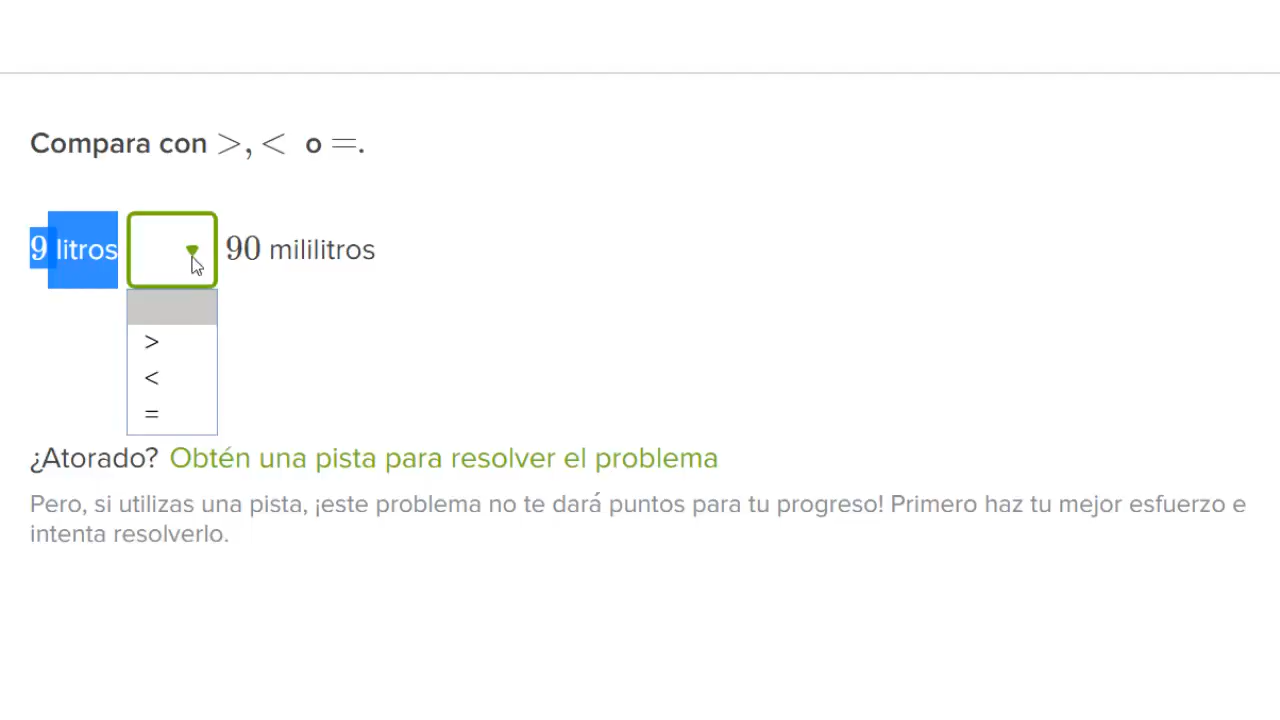 Compara con >, < o =.
9 litros 90 mililitros
>
<
=
¿Atorado? Obtén una pista para resolver el problema
Pero, si utilizas una pista, ¡este problema no te dará puntos para tu progreso! Primero haz tu mejor esfuerzo e
intenta resolverlo.